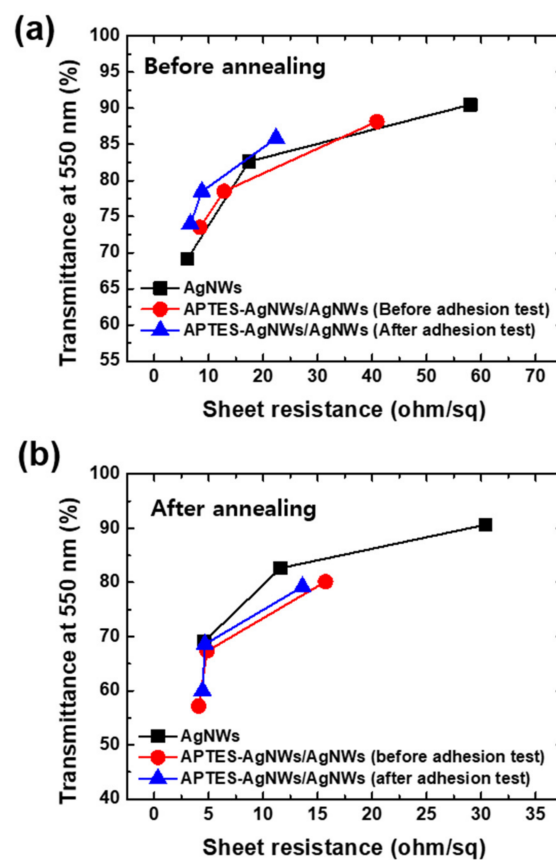 (a)
Before annealing
Transmittance at 550 nm (%)
100
95
90
85
80
75
70
65
60
55
AgNWs
APTES-AgNWs/AgNWs (Before adhesion test)
APTES-AgNWs/AgNWs (After adhesion test)
0 10 20 30 40 50 60 70
Sheet resistance (ohm/sq)
(b)
After annealing
Transmittance at 550 nm (%)
100
90
80
70
60
50
40
AgNWs
APTES-AgNWs/AgNWs (before adhesion test)
APTES-AgNWs/AgNWs (after adhesion test)
0 5 10 15 20 25 30 35
Sheet resistance (ohm/sq)